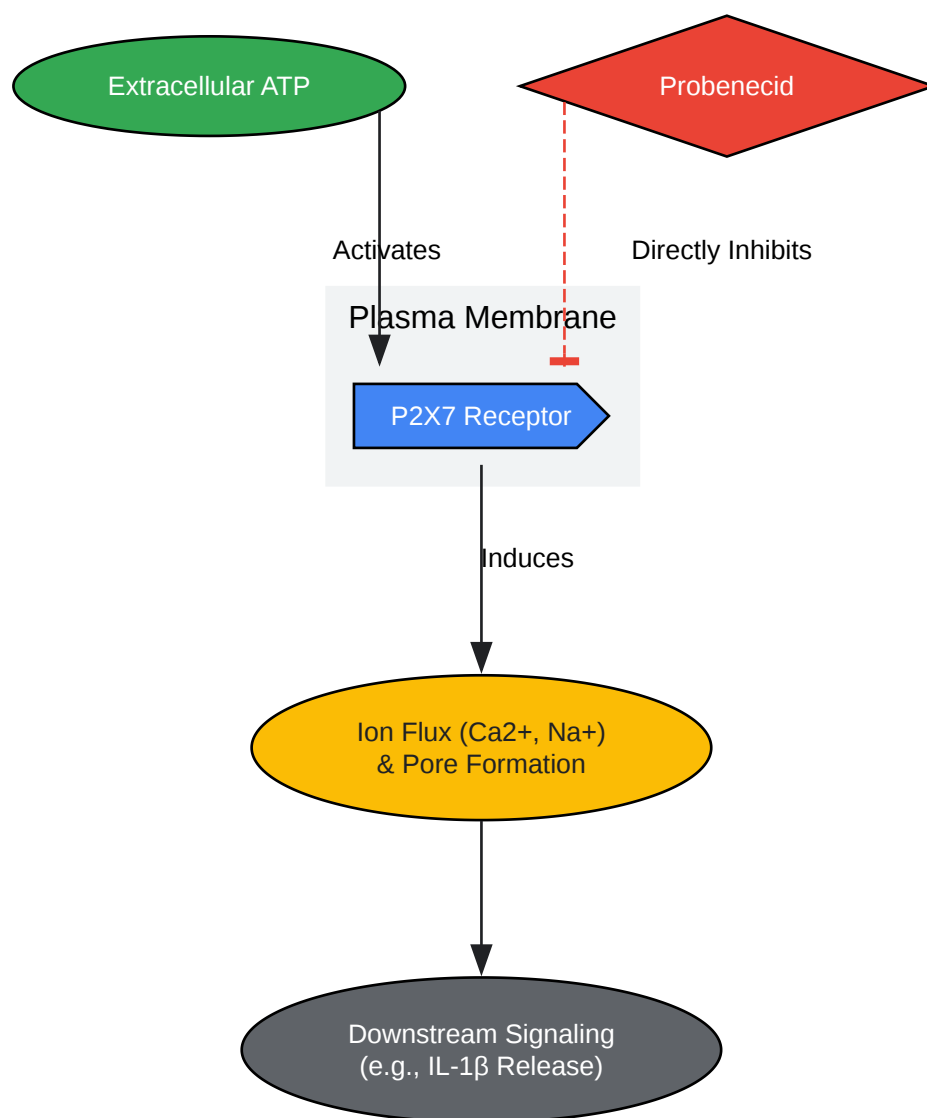 Extracellular ATP
Probenecid
Activates
Directly Inhibits
Plasma Membrane
P2X7 Receptor
Induces
Ion Flux (Ca2+, Na+)
& Pore Formation
Downstream Signaling
(e.g., IL-1β Release)